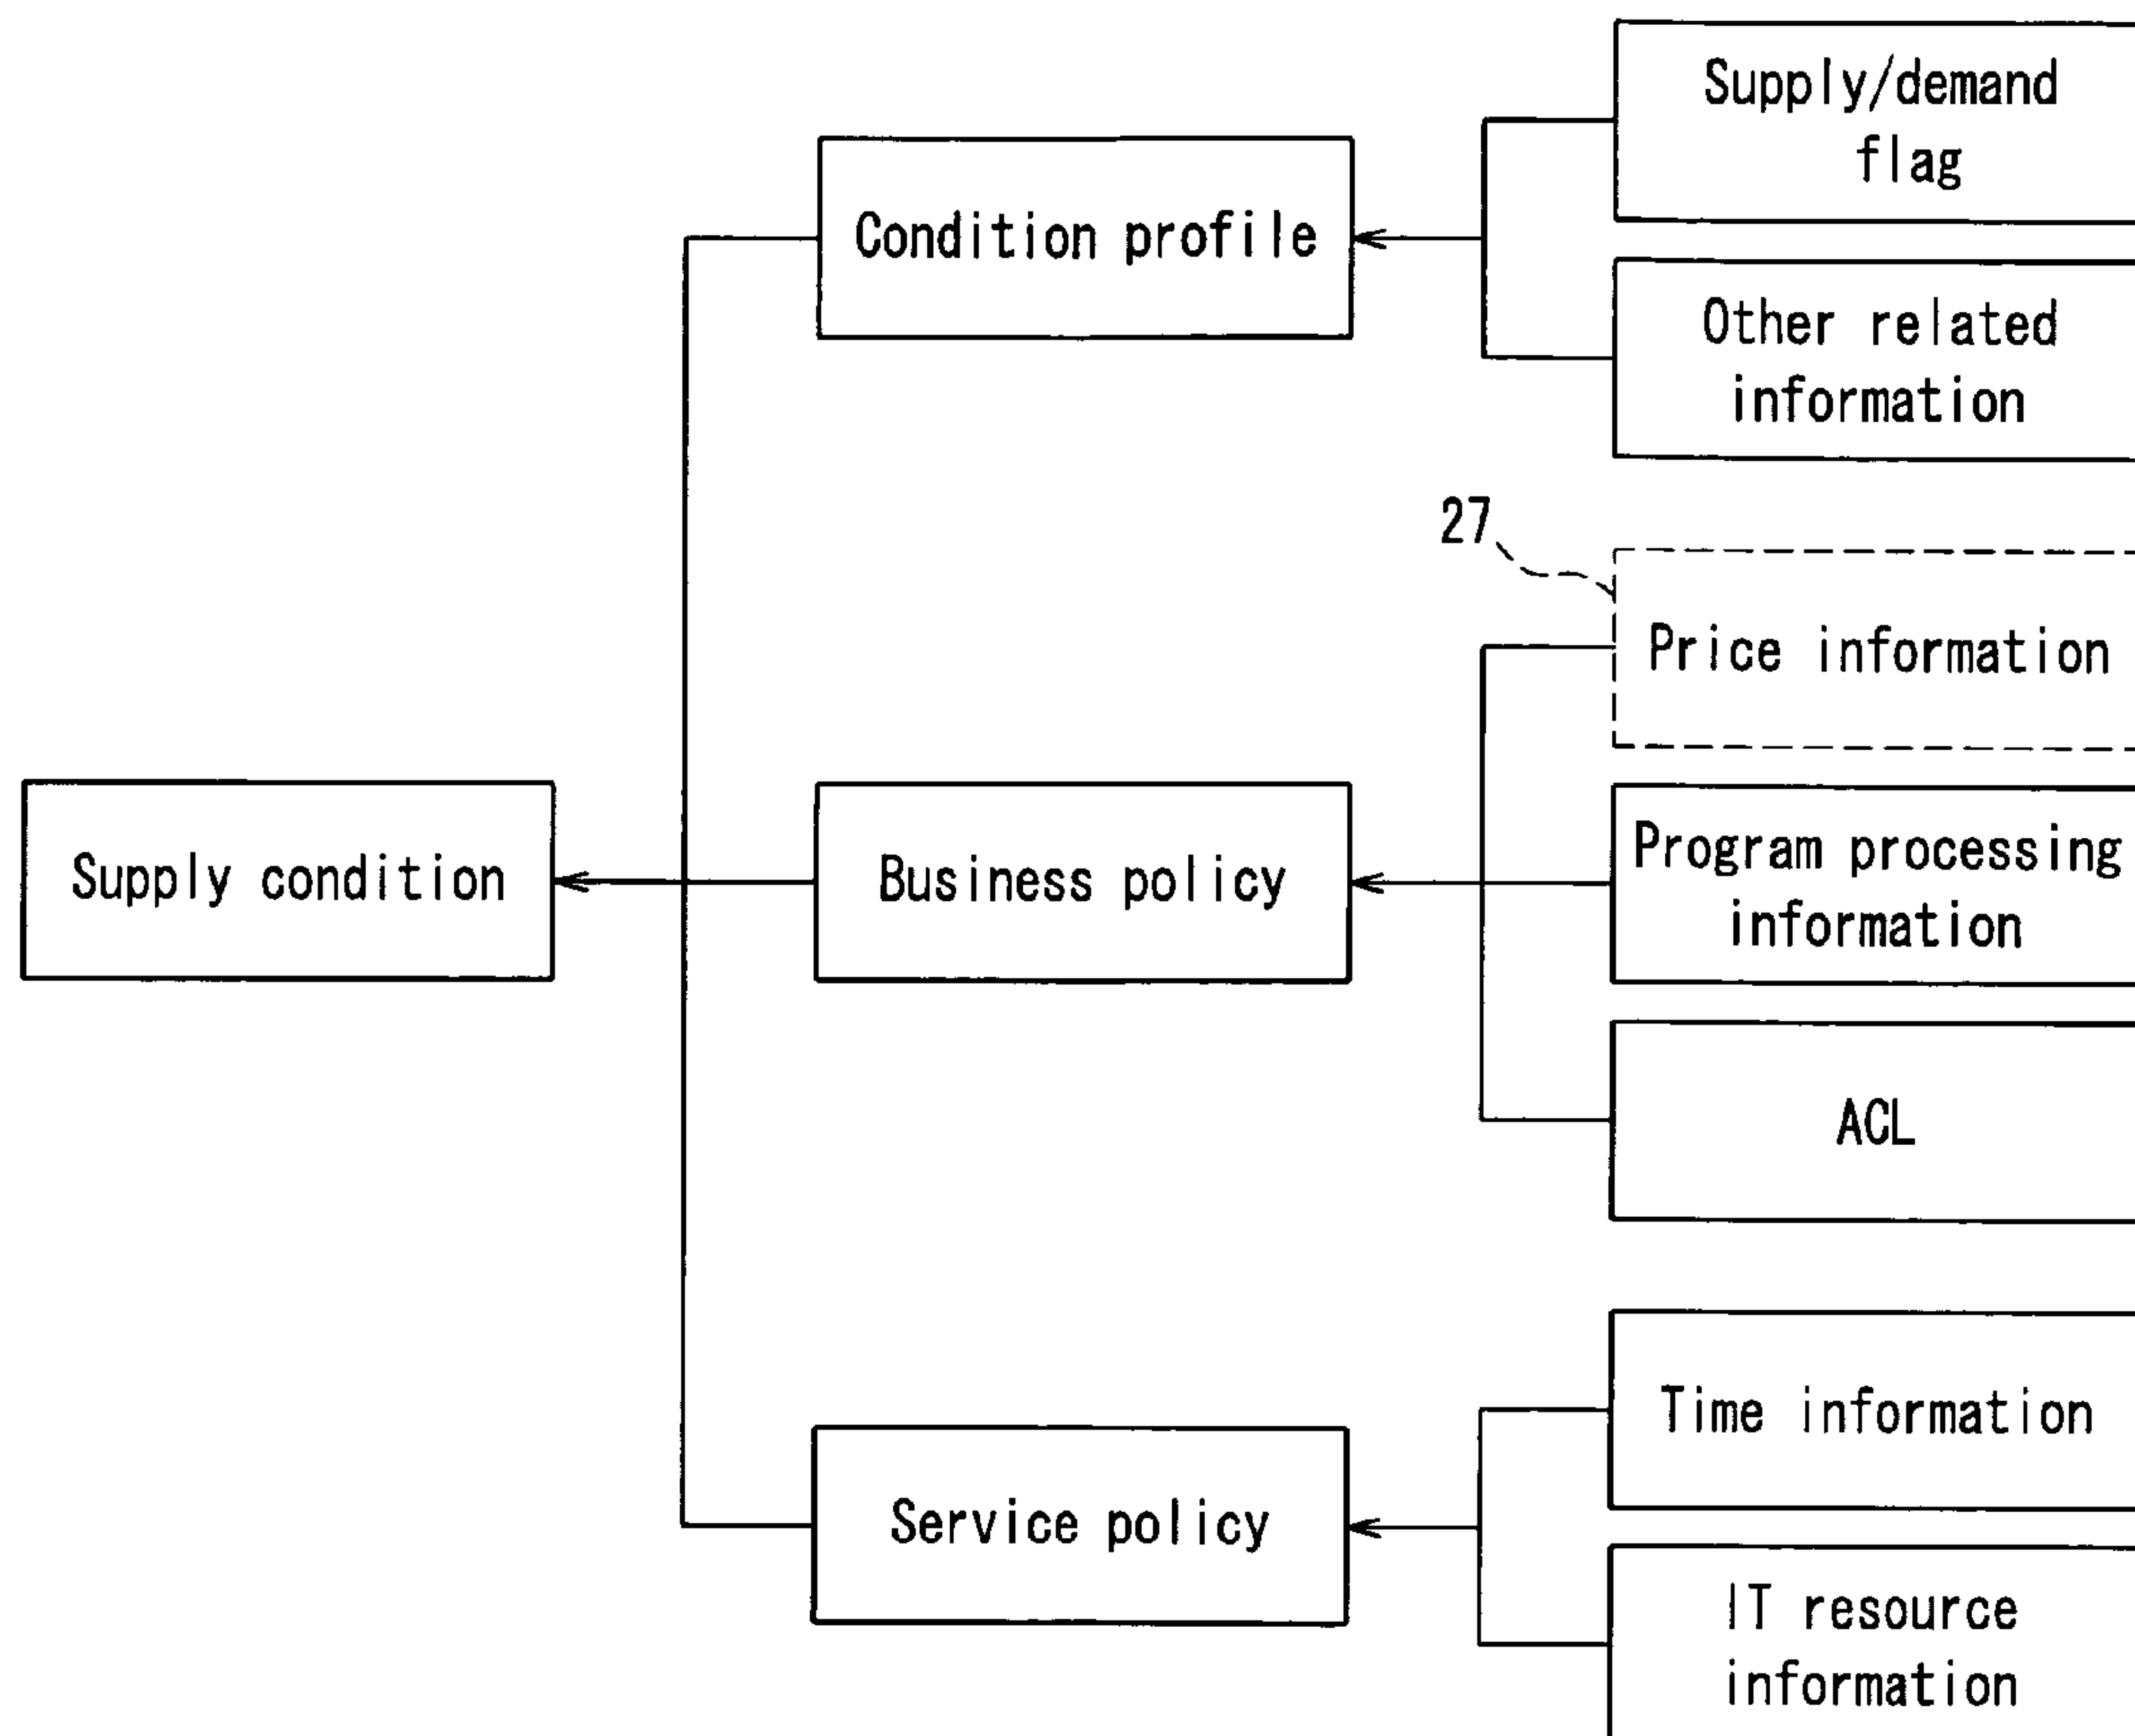 Supply/demand
flag
Condition profile
Other related
information
27
Price information
Supply condition
Business policy
Program processing
information
ACL
Time information
Service policy
IT resource
information